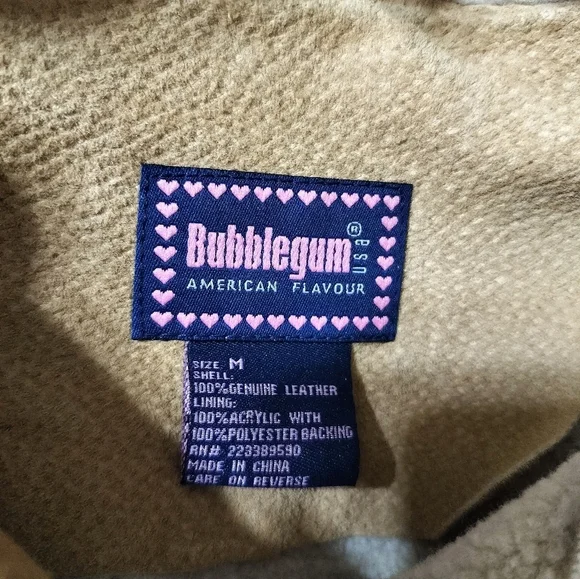 Bubblegum® usa
AMERICAN FLAVOUR
SIZE: M
SHELL:
100%GENUINE LEATHER
LINING:
100%ACRYLIC WITH
100%POLYESTER BACKING
RN# 223389590
MADE IN CHINA
CARE ON REVERSE